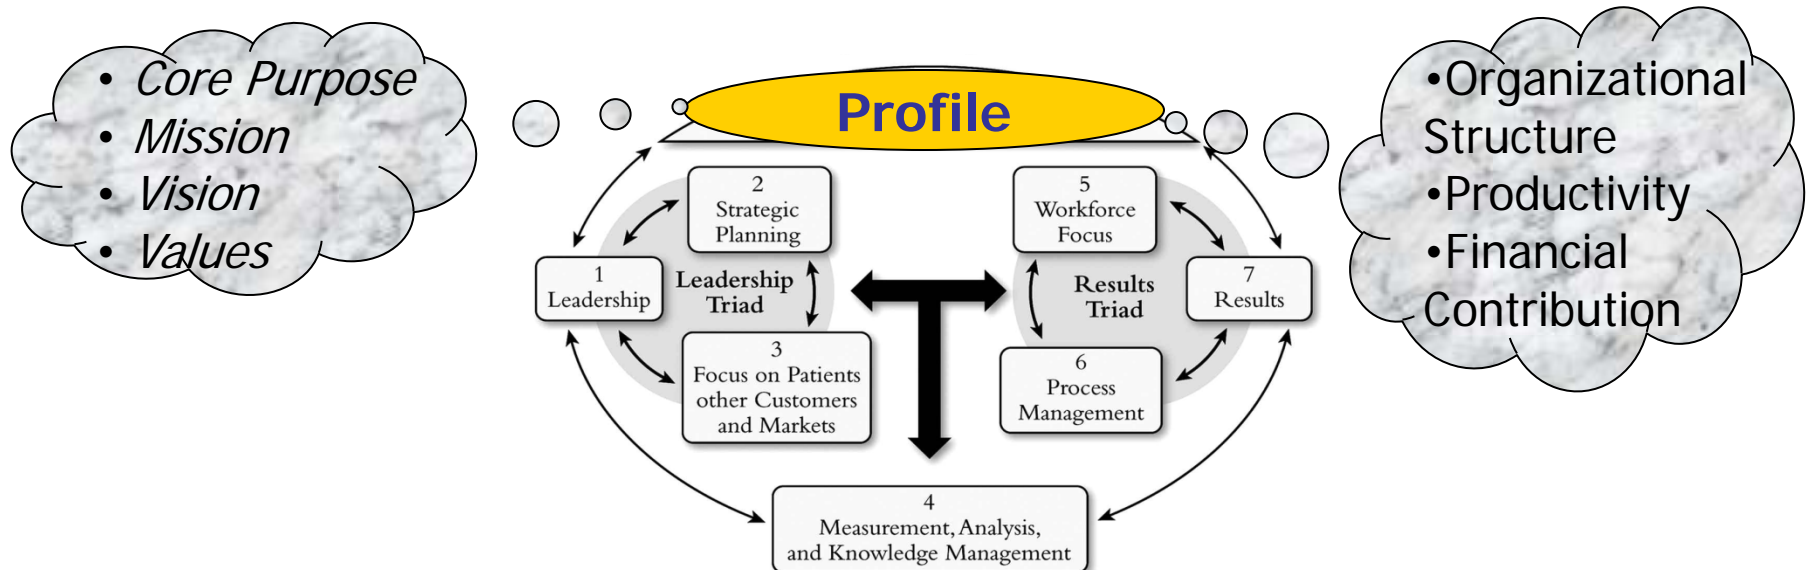 • Core Purpose
• Mission
• Vision
• Values
Profile
•Organizational
Structure
•Productivity
•Financial
Contribution
2
Strategic
Planning
1
Leadership
Leadership
Triad
3
Focus on Patients
other Customers
and Markets
5
Workforce
Focus
Results
Triad
7
Results
6
Process
Management
4
Measurement, Analysis,
and Knowledge Management